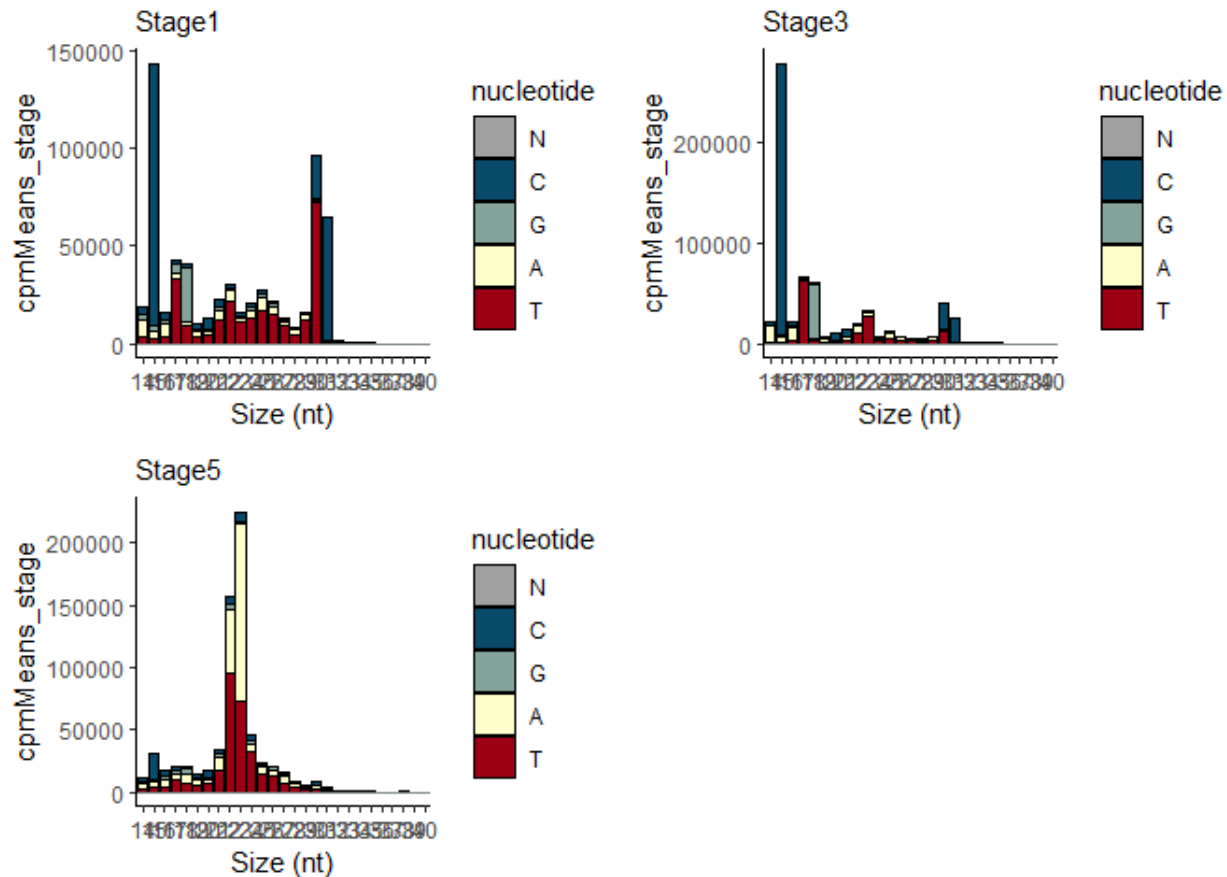 Stage1
150000
100000
50000
0
cpmMeans_stage
Size (nt)
nucleotide
N
C
G
A
T
Stage3
200000
100000
0
cpmMeans_stage
Size (nt)
nucleotide
N
C
G
A
T
Stage5
200000
150000
100000
50000
0
cpmMeans_stage
Size (nt)
nucleotide
N
C
G
A
T